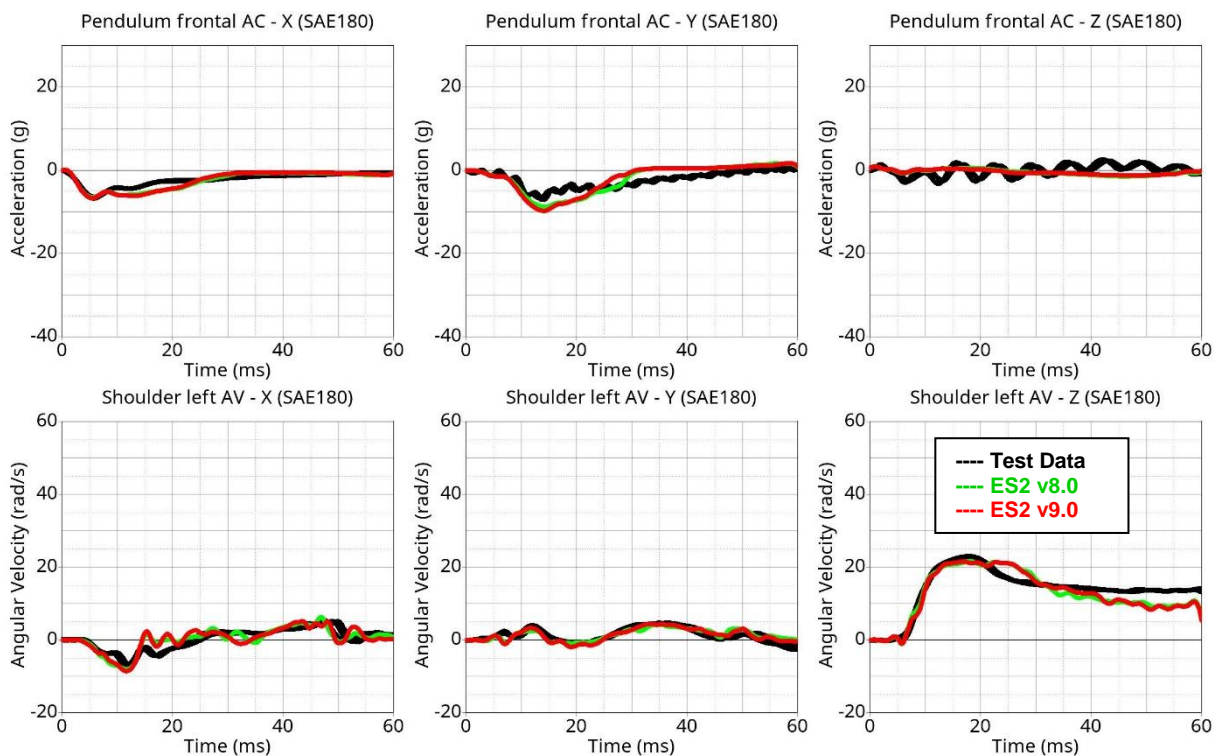 Pendulum frontal AC - X (SAE180)
Pendulum frontal AC - Y (SAE180)
Pendulum frontal AC - Z (SAE180)
Acceleration (g)
20
0
-20
-40
0
20
40
60
Time (ms)
Acceleration (g)
20
0
-20
-40
0
20
40
60
Time (ms)
Acceleration (g)
20
0
-20
-40
0
20
40
60
Time (ms)
Shoulder left AV - X (SAE180)
Shoulder left AV - Y (SAE180)
Shoulder left AV - Z (SAE180)
Angular Velocity (rad/s)
60
40
20
0
-20
0
20
40
60
Time (ms)
Angular Velocity (rad/s)
60
40
20
0
-20
0
20
40
60
Time (ms)
Angular Velocity (rad/s)
60
40
20
0
-20
0
20
40
60
Time (ms)
---- Test Data
---- ES2 v8.0
---- ES2 v9.0